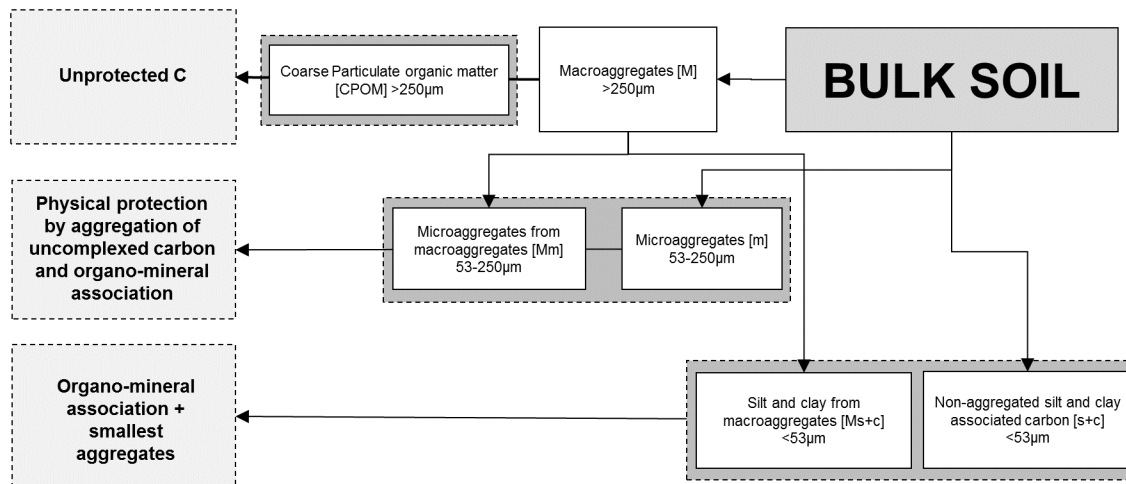 Unprotected C
Coarse Particulate organic matter
[CPOM] >250µm
Macroaggregates [M]
>250µm
BULK SOIL
Physical protection
by aggregation of
uncomplexed carbon
and organo-mineral
association
Microaggregates from
macroaggregates [Mm]
53-250µm
Microaggregates [m]
53-250µm
Organo-mineral
association +
smallest
aggregates
Silt and clay from
macroaggregates [Ms+c]
<53µm
Non-aggregated silt and clay
associated carbon [s+c]
<53µm